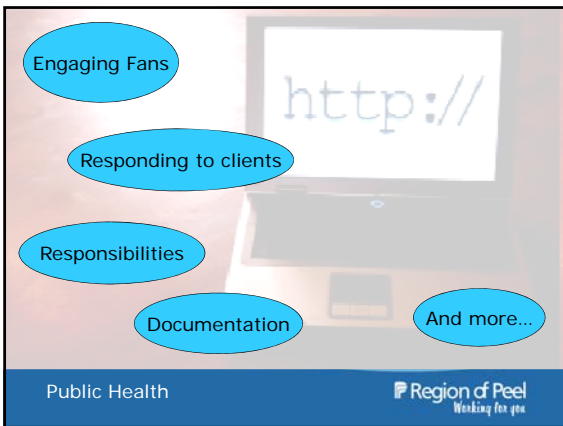 Engaging Fans
http://
Responding to clients
Responsibilities
Documentation
And more...
Public Health
Region of Peel
Working for you